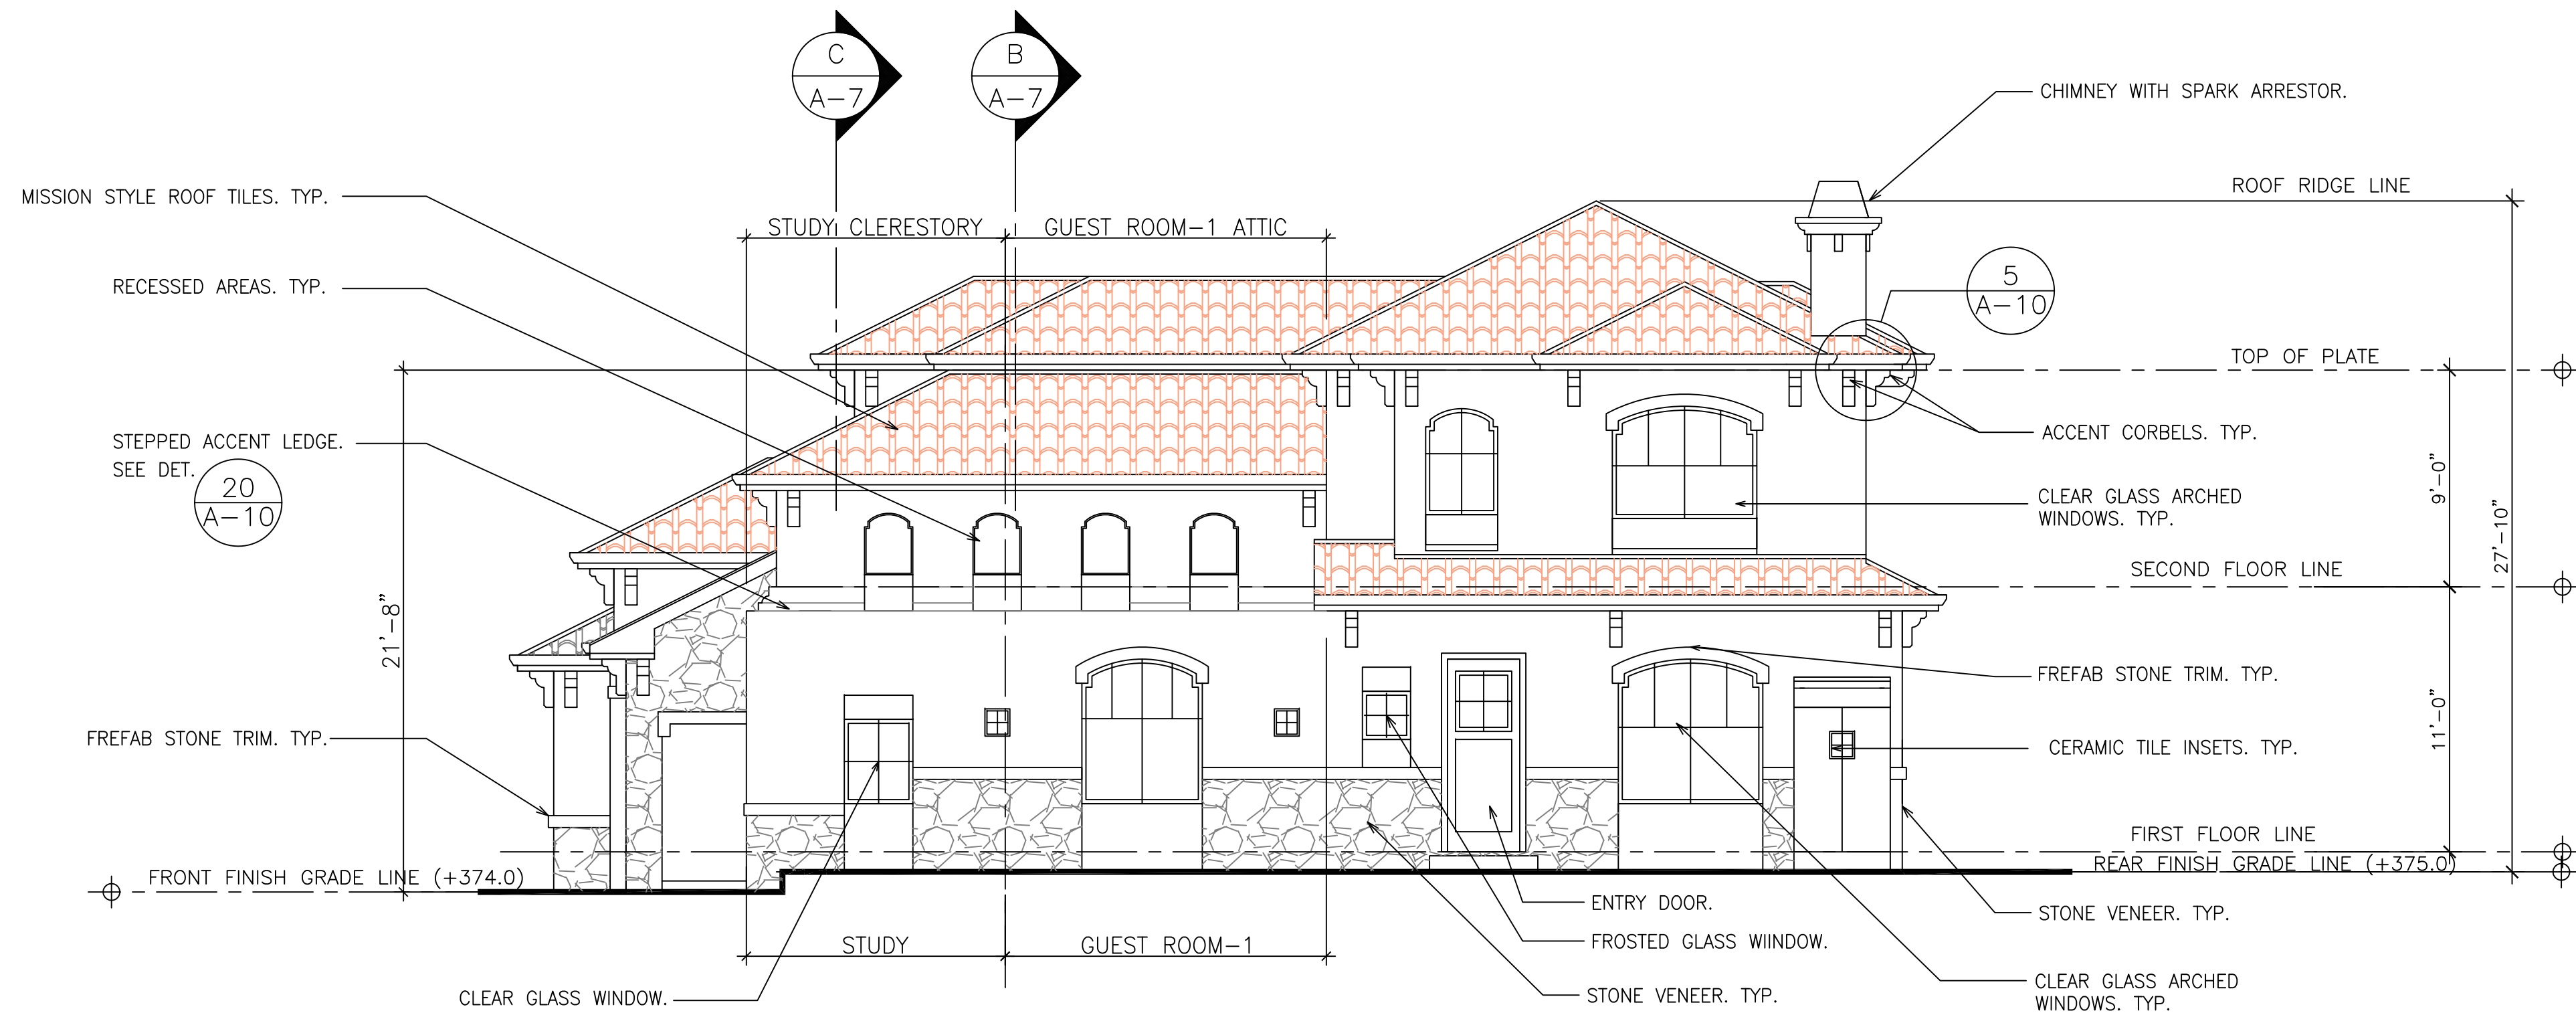 C
A-7
B
A-7
CHIMNEY WITH SPARK ARRESTOR.
MISSION STYLE ROOF TILES. TYP.
ROOF RIDGE LINE
STUDY CLERESTORY
GUEST ROOM-1 ATTIC
RECESSED AREAS. TYP.
5
A-10
TOP OF PLATE
STEPPED ACCENT LEDGE.
SEE DET.
20
A-10
ACCENT CORBELS. TYP.
9'-0"
27'-10"
CLEAR GLASS ARCHED
WINDOWS. TYP.
SECOND FLOOR LINE
21'-8"
FREFAB STONE TRIM. TYP.
11'-0"
FREFAB STONE TRIM. TYP.
CERAMIC TILE INSETS. TYP.
FIRST FLOOR LINE
REAR FINISH GRADE LINE (+375.0)
FRONT FINISH GRADE LINE (+374.0)
ENTRY DOOR.
STONE VENEER. TYP.
STUDY
GUEST ROOM-1
FROSTED GLASS WIINDOW.
CLEAR GLASS WINDOW.
STONE VENEER. TYP.
CLEAR GLASS ARCHED
WINDOWS. TYP.